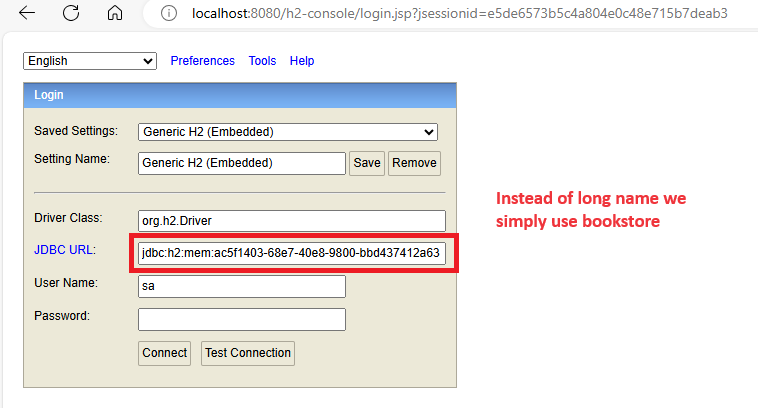 localhost:8080/h2-console/login.jsp?jsessionid=e5de6573b5c4a804e0c48e715b7deab3
English Preferences Tools Help
Login
Saved Settings: Generic H2 (Embedded)
Setting Name: Generic H2 (Embedded) Save Remove
Driver Class: org.h2.Driver
JDBC URL: jdbc:h2:mem:ac5f1403-68e7-40e8-9800-bbd437412a63
User Name: sa
Password:
Connect Test Connection
Instead of long name we
simply use bookstore